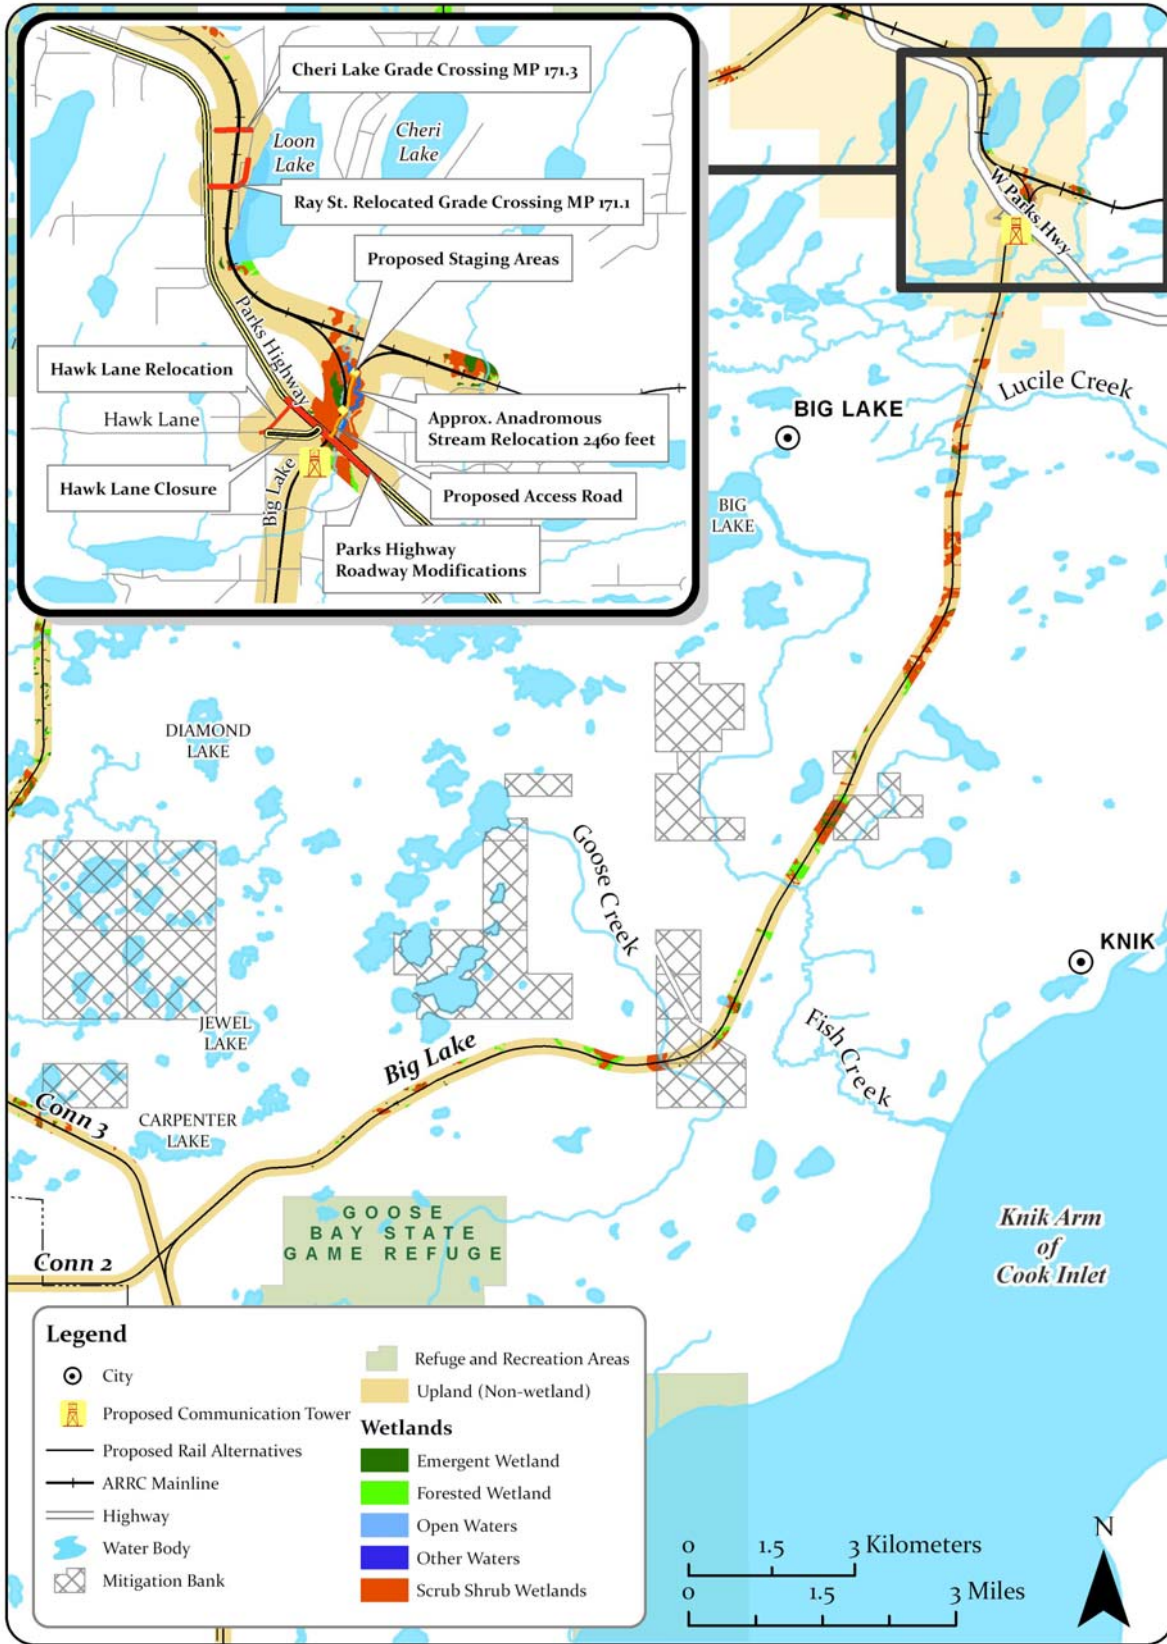 Cheri Lake Grade Crossing MP 171.3
Loon
Lake
Cheri
Lake
Ray St. Relocated Grade Crossing MP 171.1
Proposed Staging Areas
Parks Highway
Hawk Lane Relocation
Hawk Lane
Approx. Anadromous
Stream Relocation 2460 feet
Hawk Lane Closure
Big Lake
Proposed Access Road
Parks Highway
Roadway Modifications
W Parks Hwy
Lucile Creek
BIG LAKE
BIG
LAKE
DIAMOND
LAKE
Goose Creek
KNIK
JEWEL
LAKE
Fish Creek
Big Lake
Conn 3
CARPENTER
LAKE
GOOSE
BAY STATE
GAME REFUGE
Knik Arm
of
Cook Inlet
Conn 2
Legend
City
Proposed Communication Tower
Proposed Rail Alternatives
ARRC Mainline
Highway
Water Body
Mitigation Bank
Refuge and Recreation Areas
Upland (Non-wetland)
Wetlands
Emergent Wetland
Forested Wetland
Open Waters
Other Waters
Scrub Shrub Wetlands
0 1.5 3 Kilometers
0 1.5 3 Miles
N